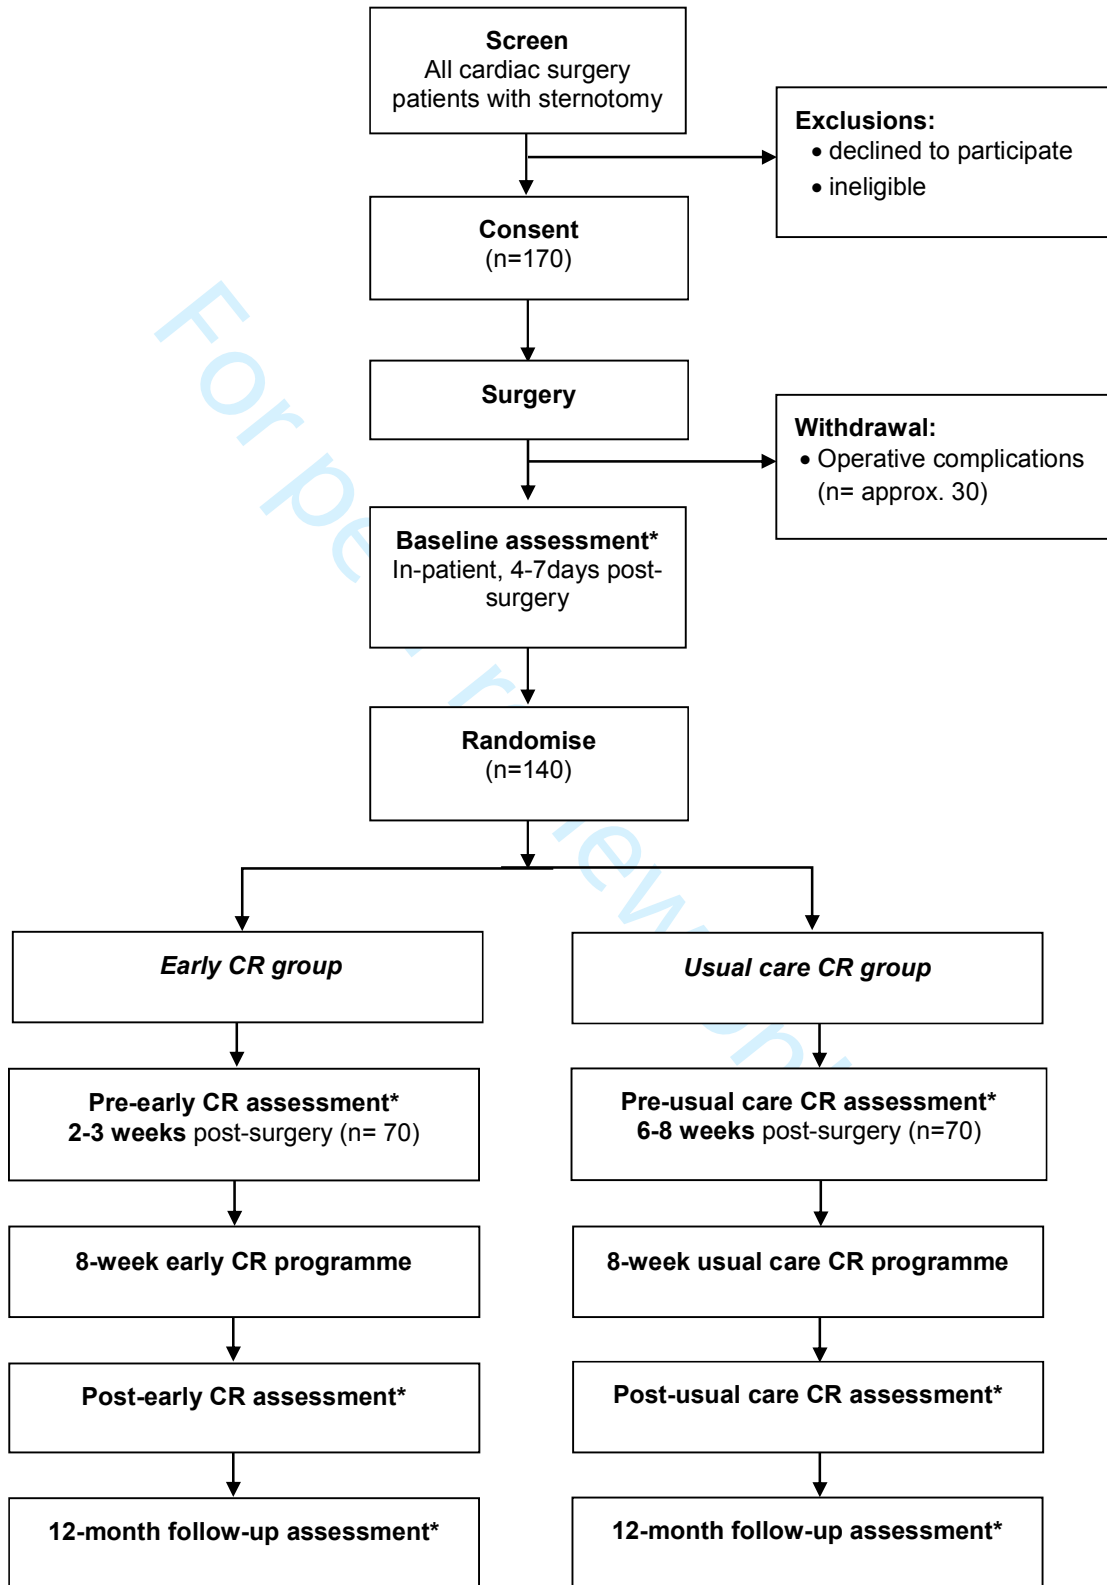 Screen
All cardiac surgery
patients with sternotomy
Exclusions:
• declined to participate
• ineligible
Consent
(n=170)
Surgery
Withdrawal:
• Operative complications
(n= approx. 30)
Baseline assessment*
In-patient, 4-7days post-
surgery
Randomise
(n=140)
Early CR group
Usual care CR group
Pre-early CR assessment*
2-3 weeks post-surgery (n= 70)
Pre-usual care CR assessment*
6-8 weeks post-surgery (n=70)
8-week early CR programme
8-week usual care CR programme
Post-early CR assessment*
Post-usual care CR assessment*
12-month follow-up assessment*
12-month follow-up assessment*